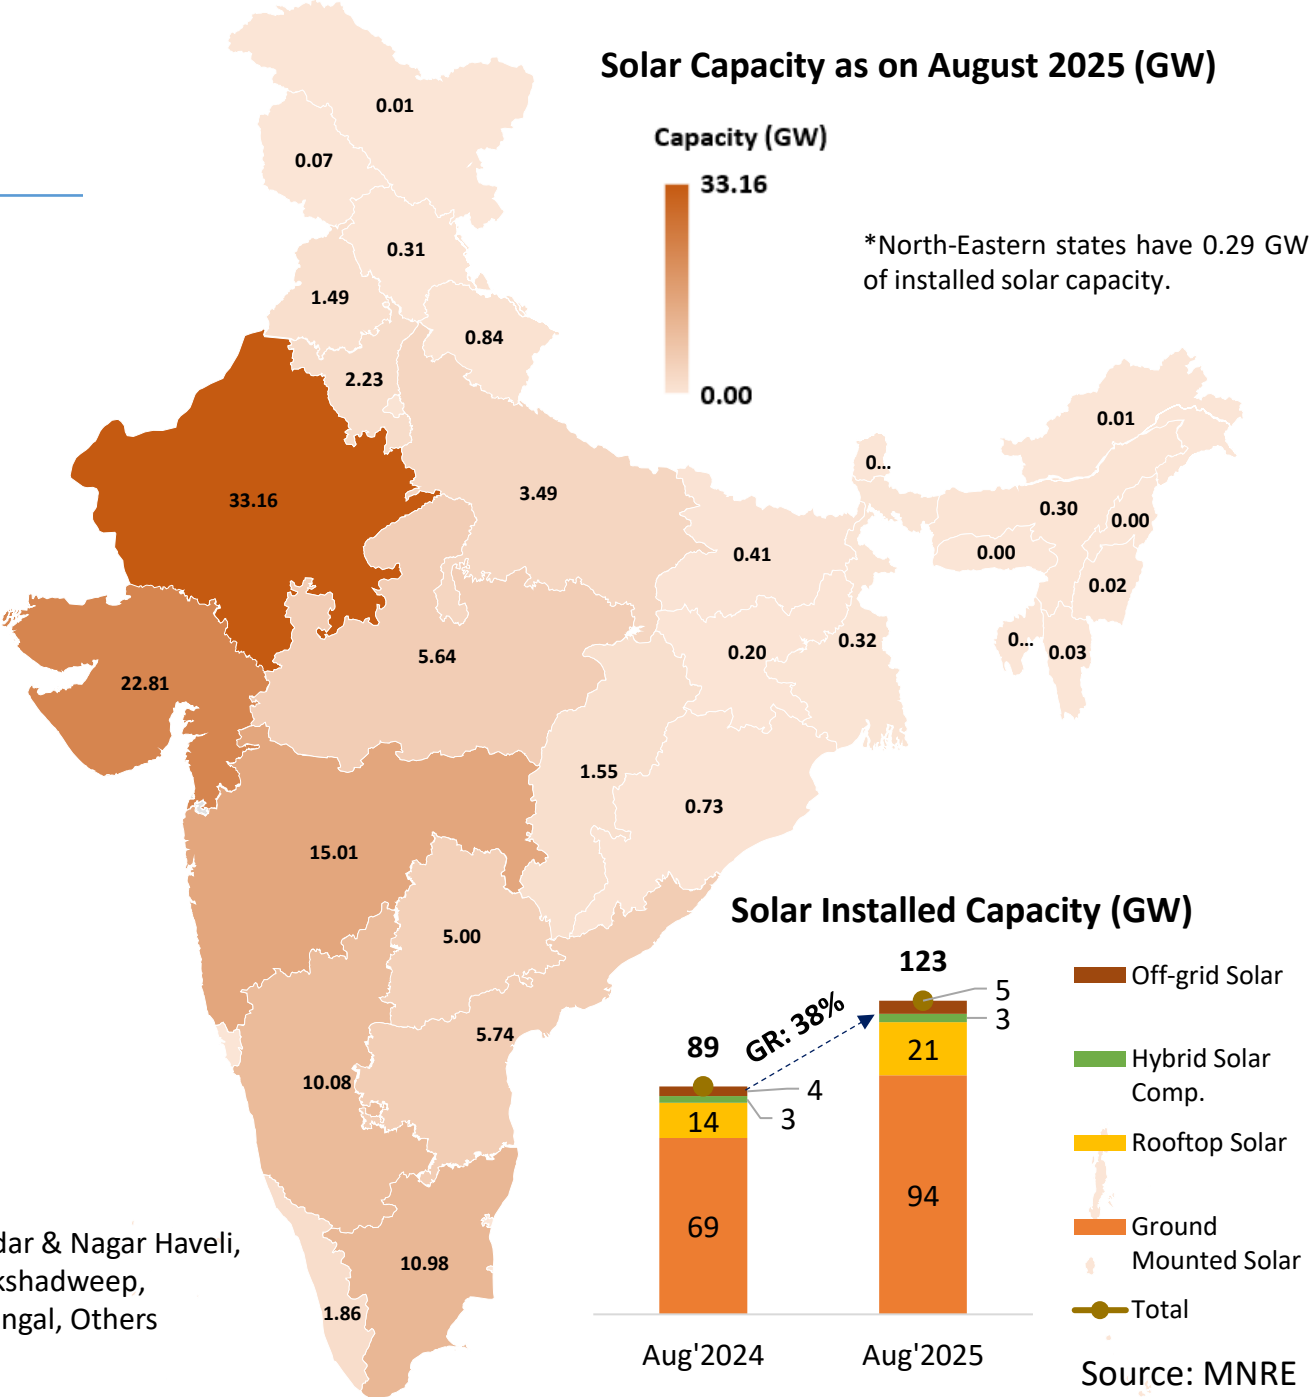 Solar Capacity as on August 2025 (GW)
Capacity (GW)
33.16
0.00
*North-Eastern states have 0.29 GW
of installed solar capacity.
0.01
0.07
0.31
1.49
0.84
2.23
33.16
3.49
0.41
0...
0.01
0.30
0.00
0.00
0.02
0...
0.03
0.32
0.20
5.64
22.81
1.55
0.73
15.01
5.00
5.74
10.08
10.98
1.86
dar & Nagar Haveli,
kshadweep,
ngal, Others
Solar Installed Capacity (GW)
123
89
GR: 38%
5
3
21
94
4
3
14
69
Aug'2024
Aug'2025
Off-grid Solar
Hybrid Solar
Comp.
Rooftop Solar
Ground
Mounted Solar
Total
Source: MNRE